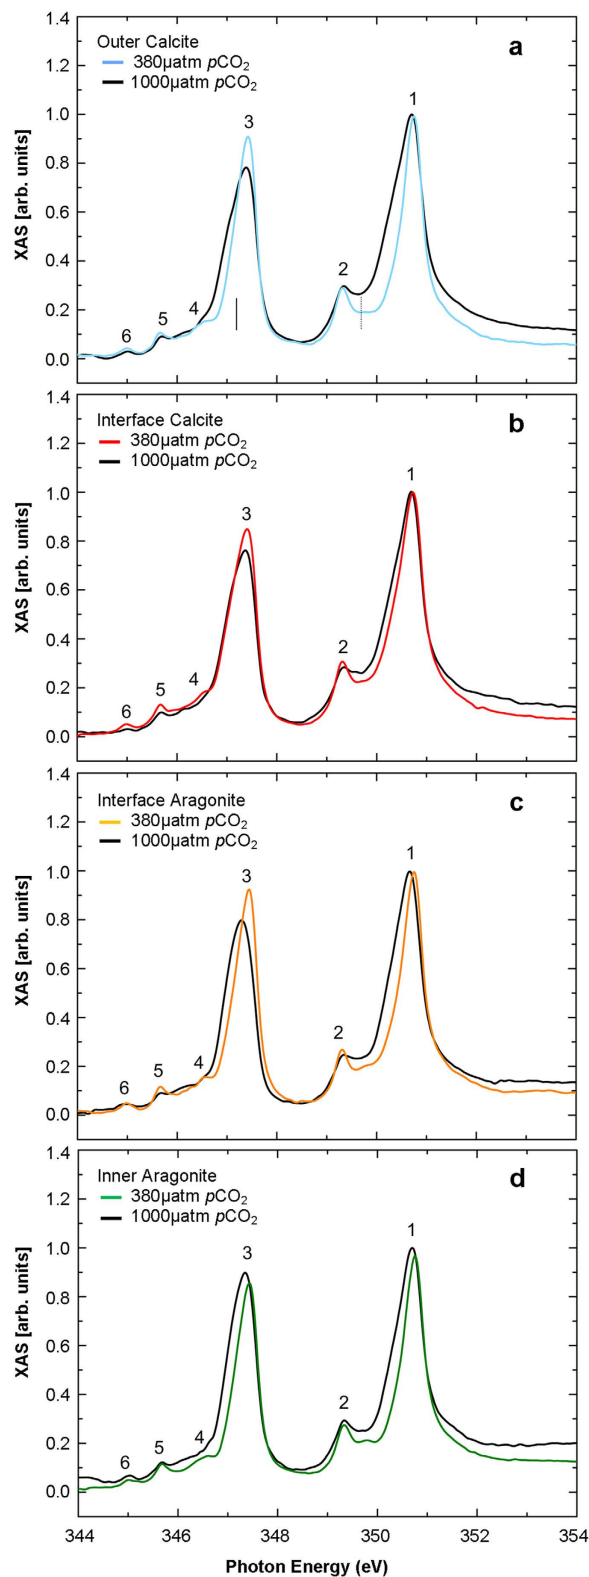 Outer Calcite
a
380µatm pCO2
1000µatm pCO2
1.4
1.2
1.0
0.8
0.6
0.4
0.2
0.0
XAS [arb. units]
6
5
4
3
2
1
Interface Calcite
b
380µatm pCO2
1000µatm pCO2
1.4
1.2
1.0
0.8
0.6
0.4
0.2
0.0
XAS [arb. units]
6
5
4
3
2
1
Interface Aragonite
c
380µatm pCO2
1000µatm pCO2
1.4
1.2
1.0
0.8
0.6
0.4
0.2
0.0
XAS [arb. units]
6
5
4
3
2
1
Inner Aragonite
d
380µatm pCO2
1000µatm pCO2
1.4
1.2
1.0
0.8
0.6
0.4
0.2
0.0
XAS [arb. units]
6
5
4
3
2
1
344 346 348 350 352 354
Photon Energy (eV)